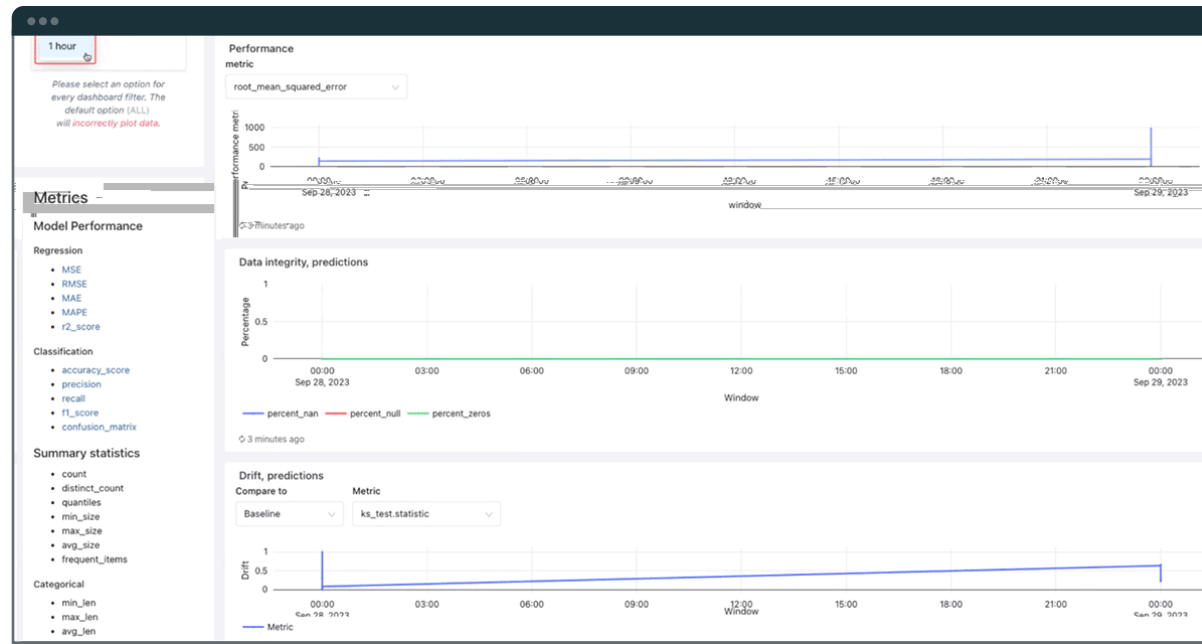 1 hour
Please select an option for
every dashboard filter. The
default option (ALL)
will incorrectly plot data.
Metrics
Model Performance
Regression
• MSE
• RMSE
• MAE
• MAPE
• r2_score
Classification
• accuracy_score
• precision
• recall
• f1_score
• confusion_matrix
Summary statistics
• count
• distinct_count
• quantiles
• min_size
• max_size
• avg_size
• frequent_items
Categorical
• min_len
• max_len
• avg_len
Performance
metric
root_mean_squared_error
1000
500
0
Sep 28, 2023
Sep 29, 2023
window
3 minutes ago
Data integrity, predictions
Percentage
1
0.5
0
00:00 03:00 06:00 09:00 12:00 15:00 18:00 21:00 00:00
Sep 28, 2023 Sep 29, 2023
Window
percent_nan percent_null percent_zeros
3 minutes ago
Drift, predictions
Compare to Metric
Baseline ks_test.statistic
Drift
1
0.5
0
00:00 03:00 06:00 09:00 12:00 15:00 18:00 21:00 00:00
Sep 28, 2023 Window Sep 29, 2023
Metric